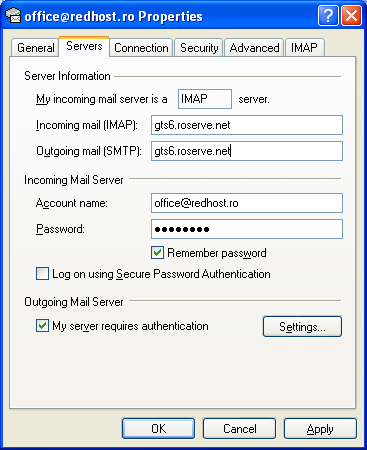 office@redhost.ro Properties
General Servers Connection Security Advanced IMAP
Server Information
My incoming mail server is a IMAP server.
Incoming mail (IMAP): gts6.roserve.net
Outgoing mail (SMTP): gts6.roserve.net
Incoming Mail Server
Account name: office@redhost.ro
Password: ●●●●●●●●
Remember password
Log on using Secure Password Authentication
Outgoing Mail Server
My server requires authentication Settings...
OK Cancel Apply